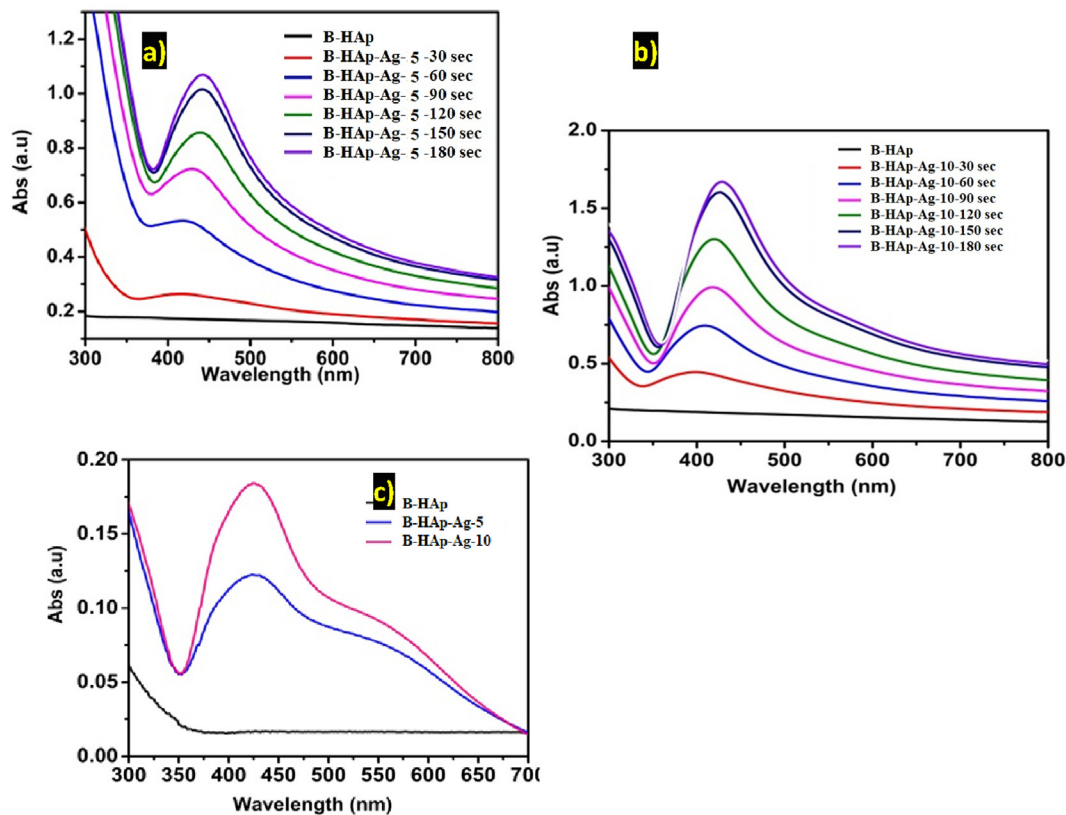 a)
1.2
1.0
0.8
0.6
0.4
0.2
Abs (a.u)
B-HAp
B-HAp-Ag- 5 -30 sec
B-HAp-Ag- 5 -60 sec
B-HAp-Ag- 5 -90 sec
B-HAp-Ag- 5 -120 sec
B-HAp-Ag- 5 -150 sec
B-HAp-Ag- 5 -180 sec
300 400 500 600 700 800
Wavelength (nm)
b)
2.0
1.5
1.0
0.5
0.0
Abs (a.u)
B-HAp
B-HAp-Ag-10-30 sec
B-HAp-Ag-10-60 sec
B-HAp-Ag-10-90 sec
B-HAp-Ag-10-120 sec
B-HAp-Ag-10-150 sec
B-HAp-Ag-10-180 sec
300 400 500 600 700 800
Wavelength (nm)
c)
0.20
0.15
0.10
0.05
0.00
Abs (a.u)
B-HAp
B-HAp-Ag-5
B-HAp-Ag-10
300 350 400 450 500 550 600 650 700
Wavelength (nm)